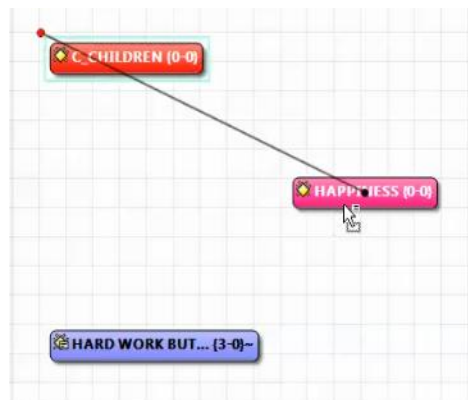 C_CHILDREN {0-0}
HAPPINESS {0-0}
HARD WORK BUT... {3-0}~